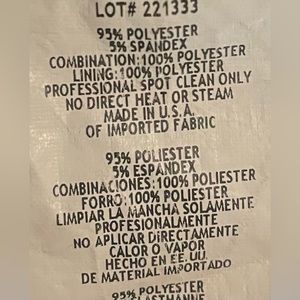 LOT# 221333
95% POLYESTER
5% SPANDEX
COMBINATION:100% POLYESTER
LINING:100% POLYESTER
PROFESSIONAL SPOT CLEAN ONLY
NO DIRECT HEAT OR STEAM
MADE IN U.S.A.
OF IMPORTED FABRIC
95% POLIESTER
5% ESPANDEX
COMBINACIONES:100% POLIESTER
FORRO:100% POLIESTER
LIMPIAR LA MANCHA SOLAMENTE
PROFESIONALMENTE
NO APLICAR DIRECTAMENTE
CALOR O VAPOR
HECHO EN EE.UU.
DE MATERIAL IMPORTADO
95% POLYESTER